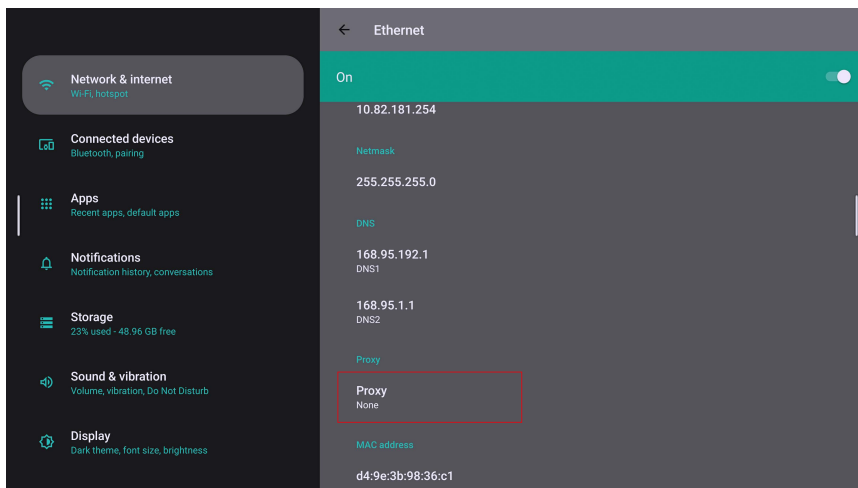 Network & internet
Wi-Fi, hotspot
Connected devices
Bluetooth, pairing
Apps
Recent apps, default apps
Notifications
Notification history, conversations
Storage
23% used - 48.96 GB free
Sound & vibration
Volume, vibration, Do Not Disturb
Display
Dark theme, font size, brightness
Ethernet
On
10.82.181.254
Netmask
255.255.255.0
DNS
168.95.192.1
DNS1
168.95.1.1
DNS2
Proxy
Proxy
None
MAC address
d4:9e:3b:98:36:c1